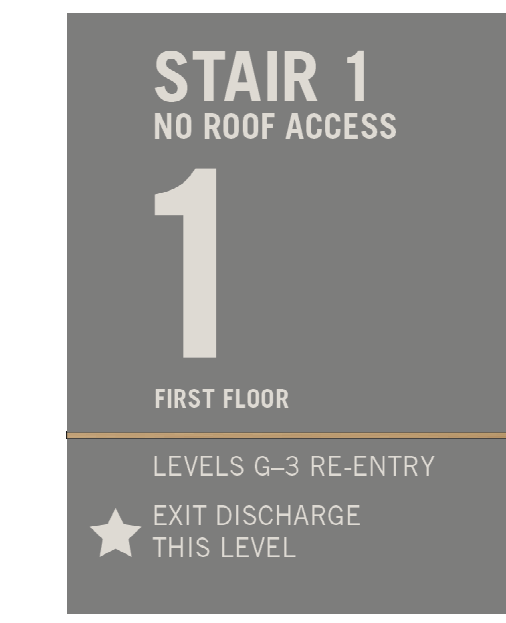 STAIR 1
NO ROOF ACCESS
1
FIRST FLOOR
LEVELS G–3 RE-ENTRY
EXIT DISCHARGE
THIS LEVEL